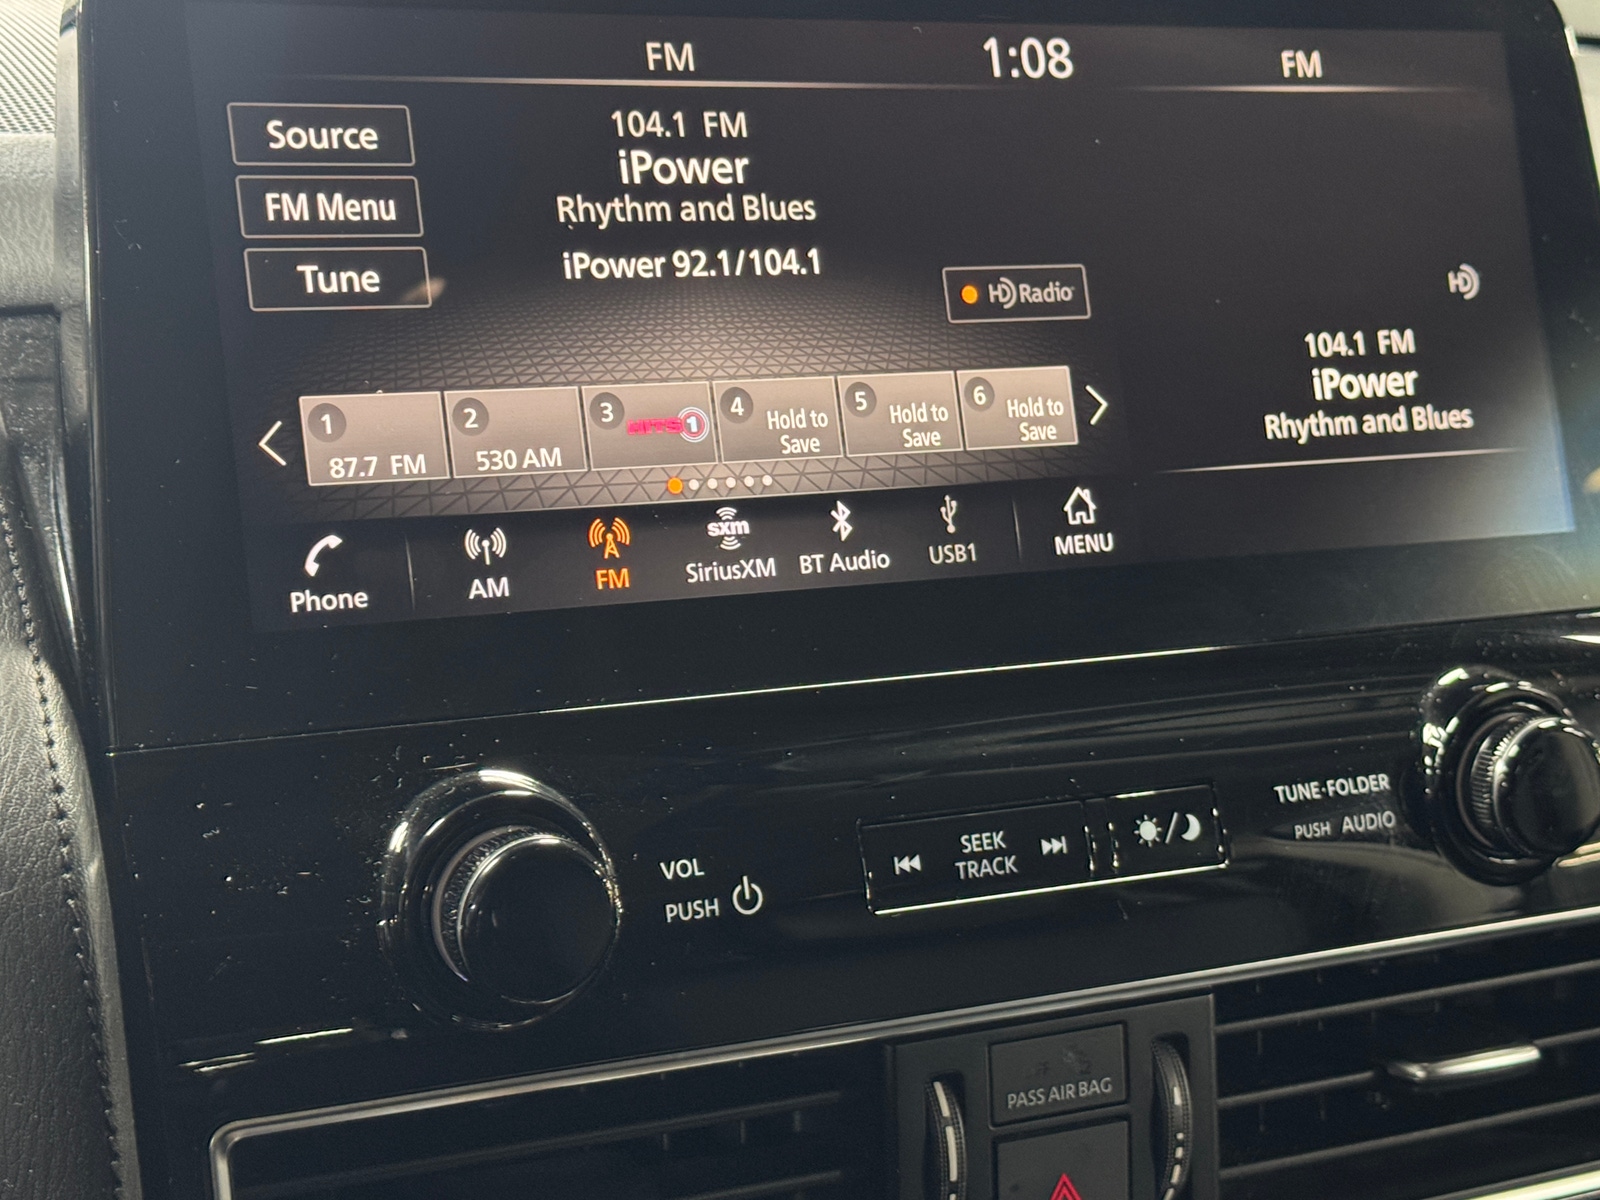 FM
1:08
FM
Source
FM Menu
Tune
104.1 FM
iPower
Rhythm and Blues
iPower 92.1/104.1
HD Radio
HD
104.1 FM
iPower
Rhythm and Blues
1
87.7 FM
2
530 AM
3
1
4
Hold to
Save
5
Hold to
Save
6
Hold to
Save
Phone
AM
FM
sxm
SiriusXM
BT Audio
USB1
MENU
VOL
PUSH
SEEK
TRACK
TUNE·FOLDER
PUSH AUDIO
PASS AIR BAG